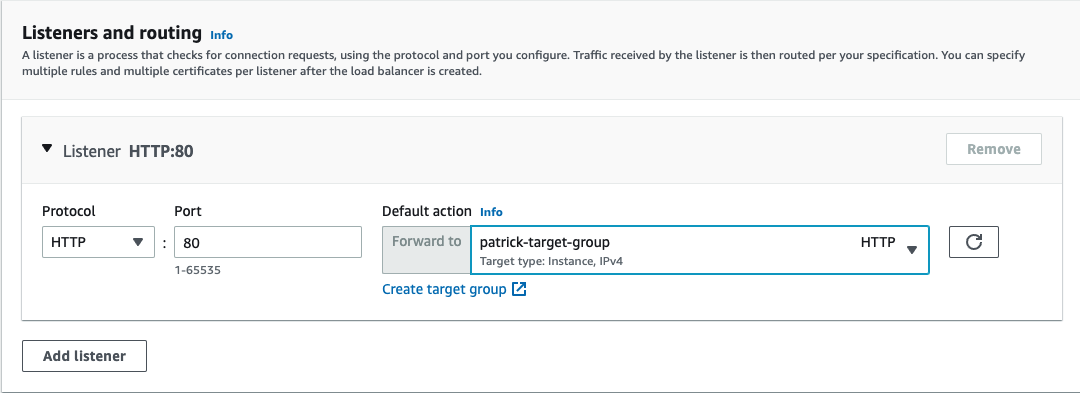 Listeners and routing Info
A listener is a process that checks for connection requests, using the protocol and port you configure. Traffic received by the listener is then routed per your specification. You can specify
multiple rules and multiple certificates per listener after the load balancer is created.
Listener HTTP:80
Remove
Protocol Port Default action Info
HTTP : 80 Forward to patrick-target-group HTTP
Target type: Instance, IPv4
1-65535
Create target group
Add listener